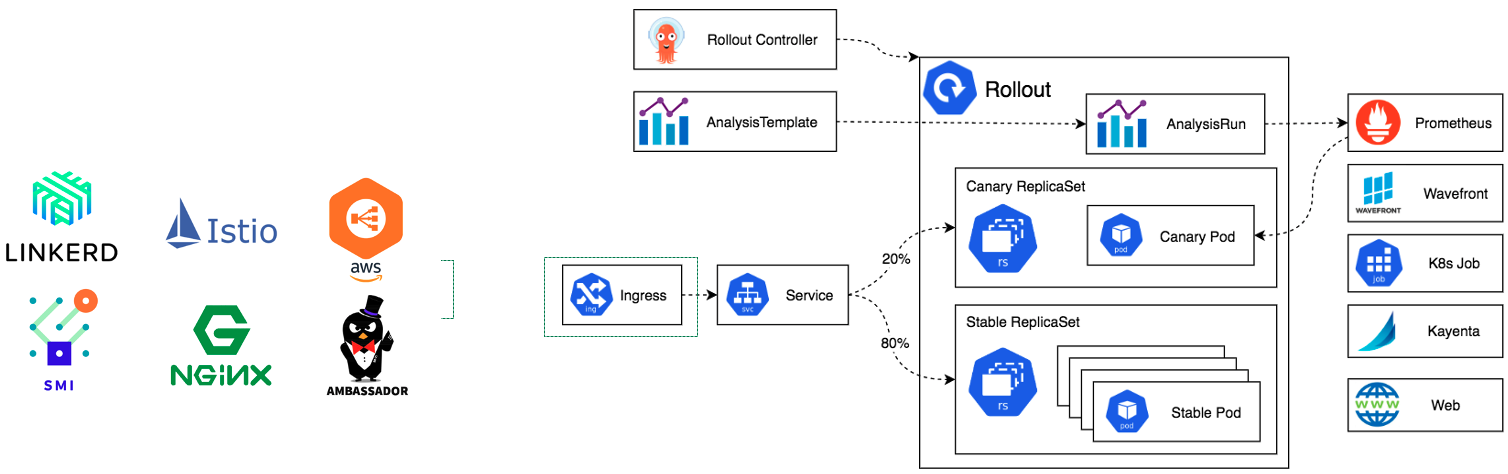 Rollout Controller
Rollout
AnalysisTemplate
AnalysisRun
Prometheus
LINKERD
Istio
aws
SMI
NGiNX
AMBASSADOR
ing
Ingress
svc
Service
20%
80%
Canary ReplicaSet
rs
pod
Canary Pod
Stable ReplicaSet
rs
pod
Stable Pod
WAVEFRONT
Wavefront
job
K8s Job
Kayenta
WWW
Web